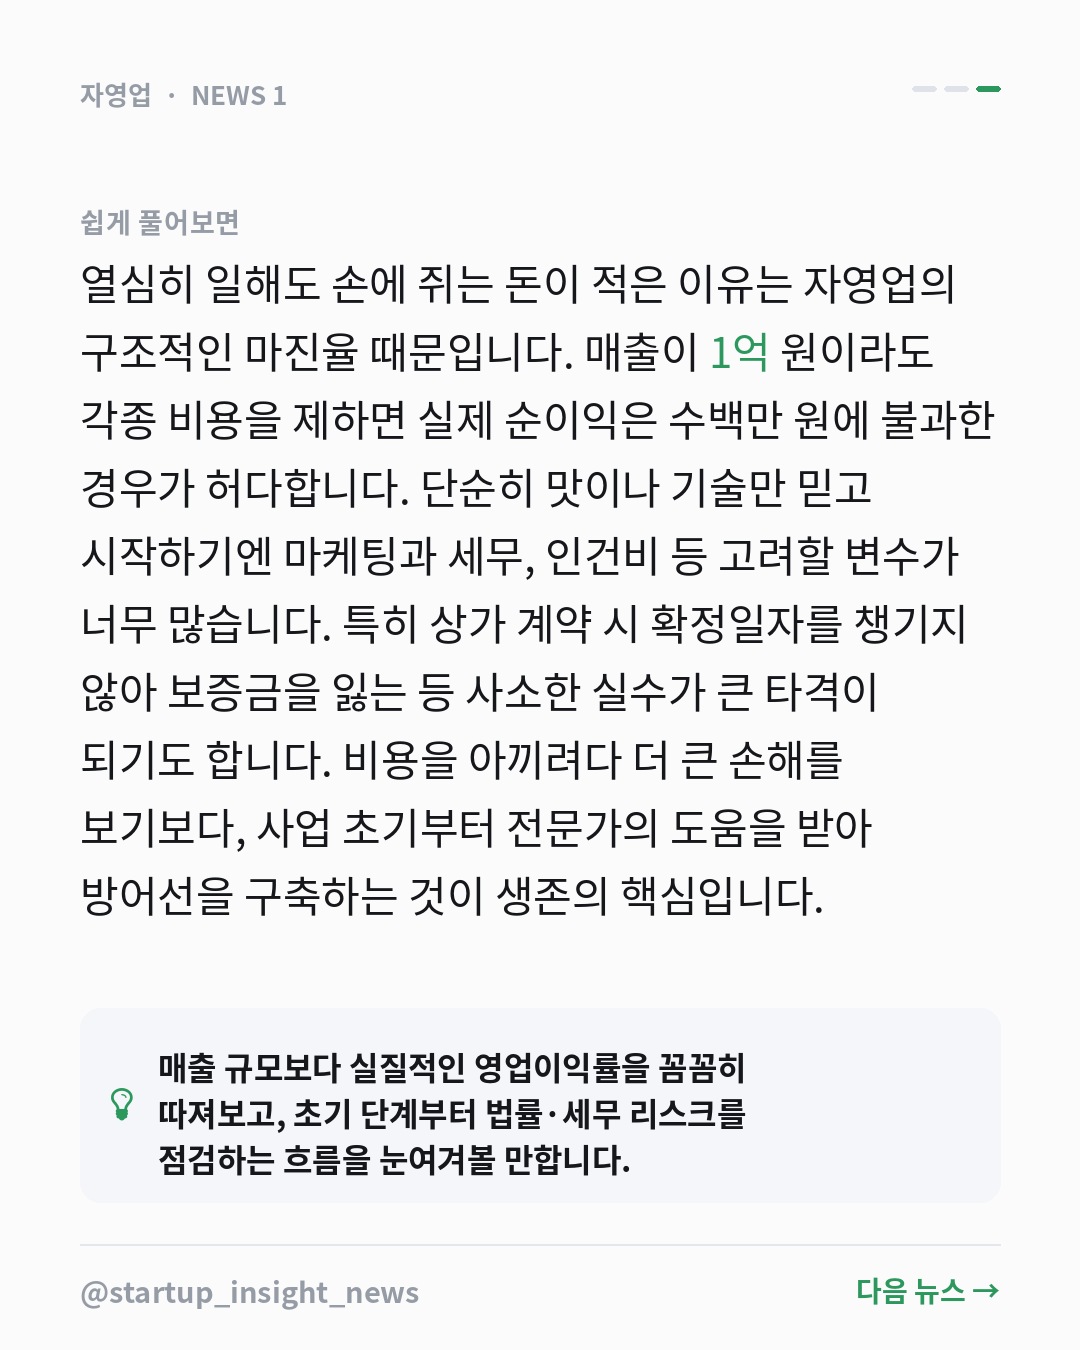 자영업 · NEWS 1
쉽게 풀어보면
열심히 일해도 손에 쥐는 돈이 적은 이유는 자영업의
구조적인 마진율 때문입니다. 매출이 1억 원이라도
각종 비용을 제하면 실제 순이익은 수백만 원에 불과한
경우가 허다합니다. 단순히 맛이나 기술만 믿고
시작하기엔 마케팅과 세무, 인건비 등 고려할 변수가
너무 많습니다. 특히 상가 계약 시 확정일자를 챙기지
않아 보증금을 잃는 등 사소한 실수가 큰 타격이
되기도 합니다. 비용을 아끼려다 더 큰 손해를
보기보다, 사업 초기부터 전문가의 도움을 받아
방어선을 구축하는 것이 생존의 핵심입니다.
매출 규모보다 실질적인 영업이익률을 꼼꼼히
따져보고, 초기 단계부터 법률·세무 리스크를
점검하는 흐름을 눈여겨볼 만합니다.
@startup_insight_news
다음 뉴스 →